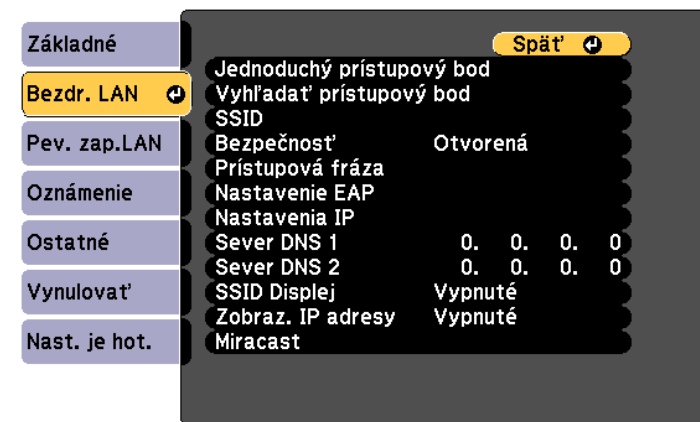 Základné
Bezdr. LAN
Pev. zap.LAN
Oznámenie
Ostatné
Vynulovať
Nast. je hot.
Späť
Jednoduchý prístupový bod
Vyhľadať prístupový bod
SSID
Bezpečnosť Otvorená
Prístupová fráza
Nastavenie EAP
Nastavenia IP
Sever DNS 1 0. 0. 0. 0
Sever DNS 2 0. 0. 0. 0
SSID Displej Vypnuté
Zobraz. IP adresy Vypnuté
Miracast